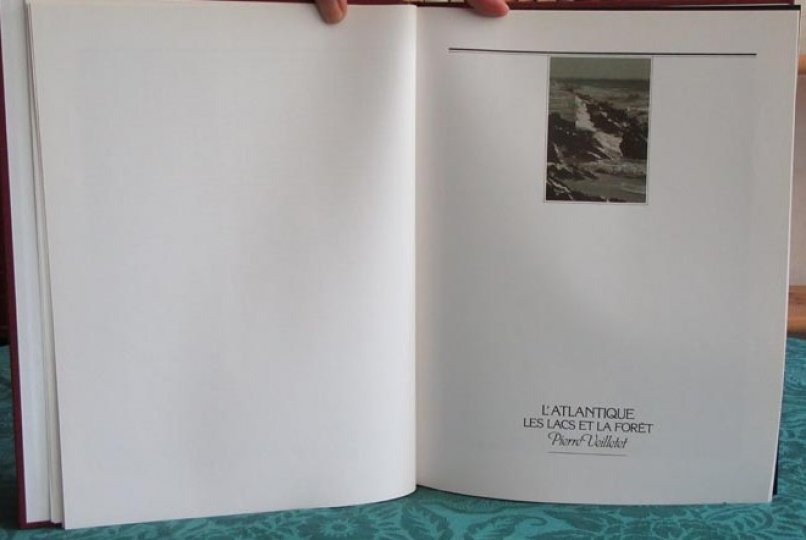 L'ATLANTIQUE
LES LACS ET LA FORÊT
Pierre Veilletet